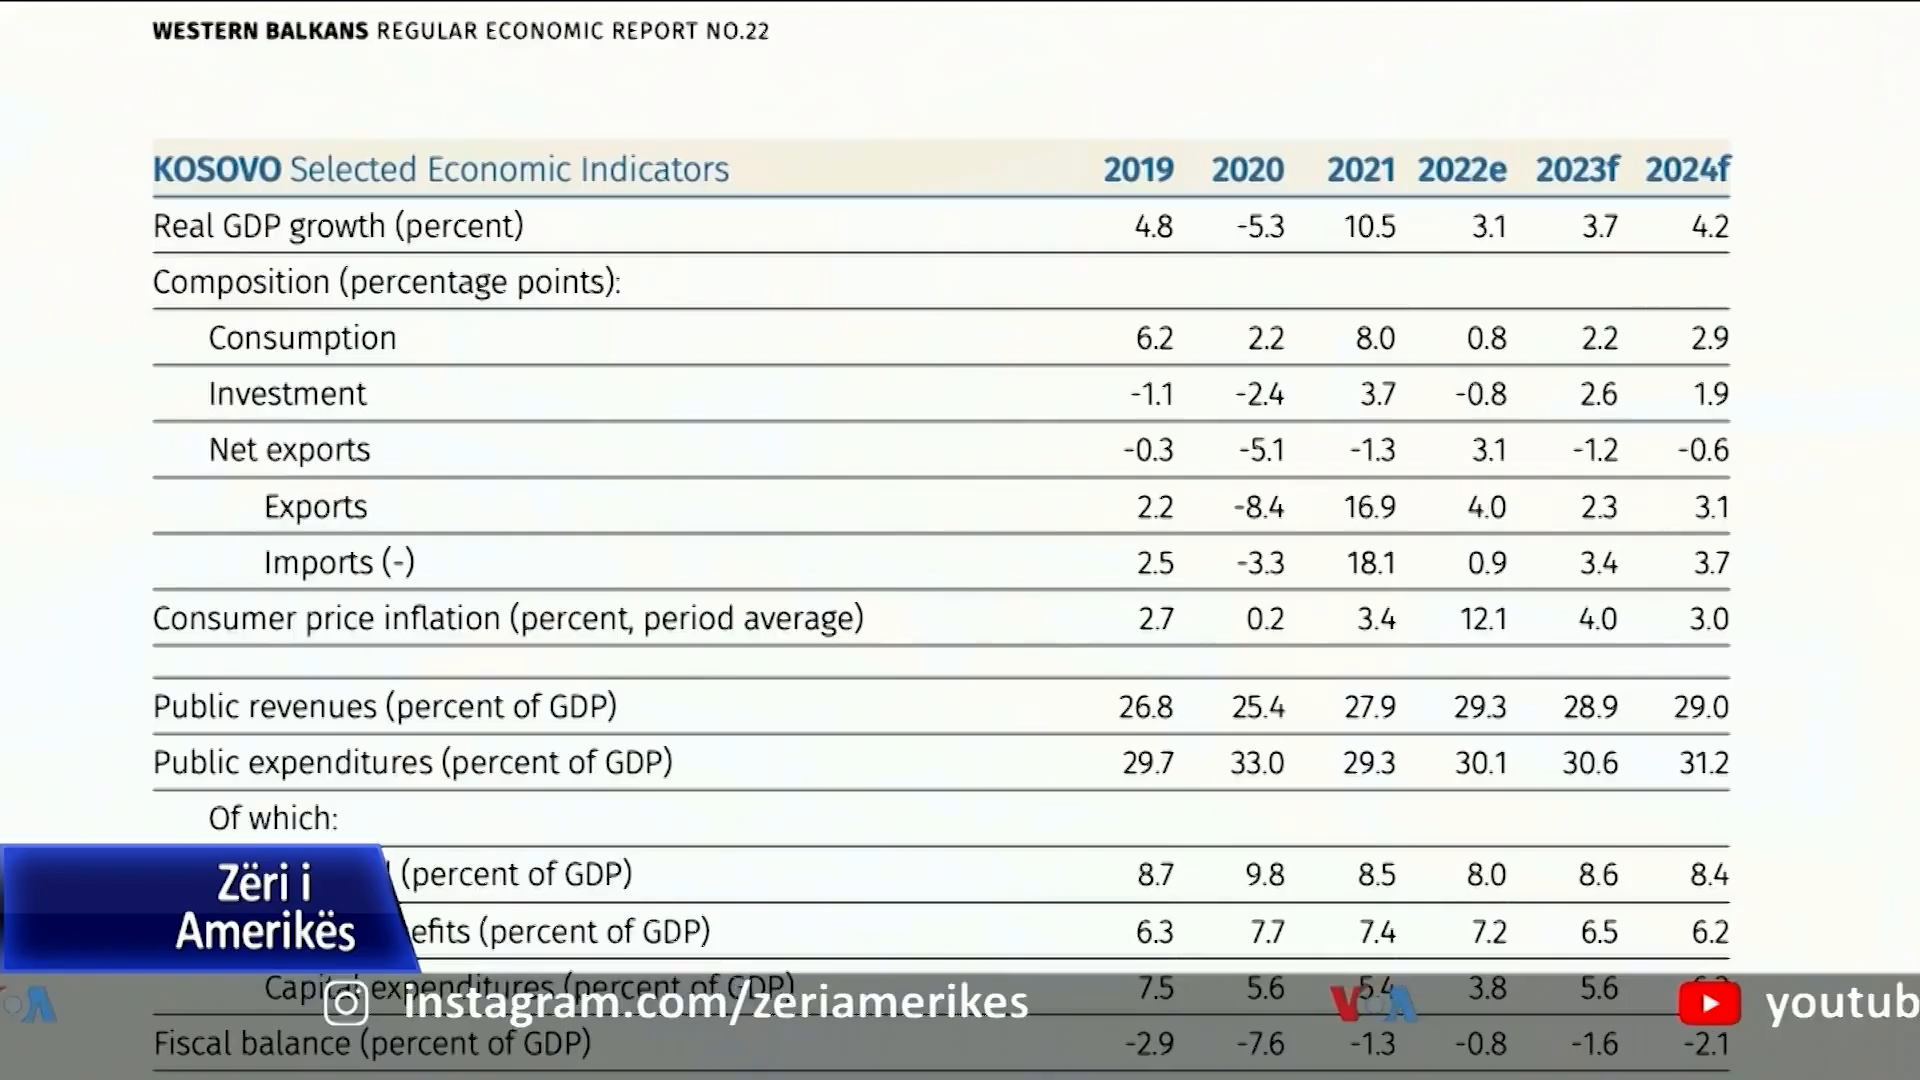 WESTERN BALKANS REGULAR ECONOMIC REPORT NO.22
KOSOVO Selected Economic Indicators 2019 2020 2021 2022e 2023f 2024f
Real GDP growth (percent) 4.8 -5.3 10.5 3.1 3.7 4.2
Composition (percentage points):
Consumption 6.2 2.2 8.0 0.8 2.2 2.9
Investment -1.1 -2.4 3.7 -0.8 2.6 1.9
Net exports -0.3 -5.1 -1.3 3.1 -1.2 -0.6
Exports 2.2 -8.4 16.9 4.0 2.3 3.1
Imports (-) 2.5 -3.3 18.1 0.9 3.4 3.7
Consumer price inflation (percent, period average) 2.7 0.2 3.4 12.1 4.0 3.0
Public revenues (percent of GDP) 26.8 25.4 27.9 29.3 28.9 29.0
Public expenditures (percent of GDP) 29.7 33.0 29.3 30.1 30.6 31.2
Of which:
(percent of GDP) 8.7 9.8 8.5 8.0 8.6 8.4
efits (percent of GDP) 6.3 7.7 7.4 7.2 6.5 6.2
Capital expenditures (percent of GDP) 7.5 5.6 5.4 3.8 5.6
Fiscal balance (percent of GDP) -2.9 -7.6 -1.3 -0.8 -1.6 -2.1
Zëri i
Amerikës
VOA instagram.com/zeriamerikes VOA youtub